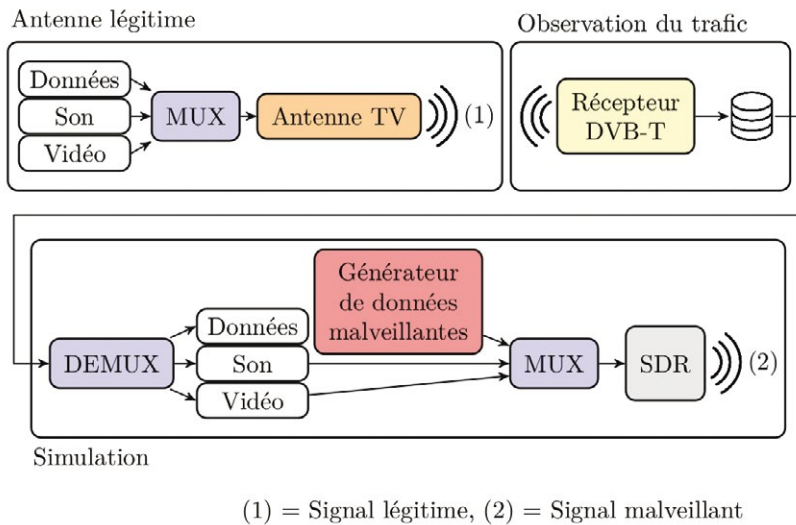 Antenne légitime
Observation du trafic
Données
Son
Vidéo
MUX
Antenne TV
(1)
Récepteur
DVB-T
Générateur
de données
malveillantes
DEMUX
Données
Son
Vidéo
MUX
SDR
(2)
Simulation
(1) = Signal légitime, (2) = Signal malveillant